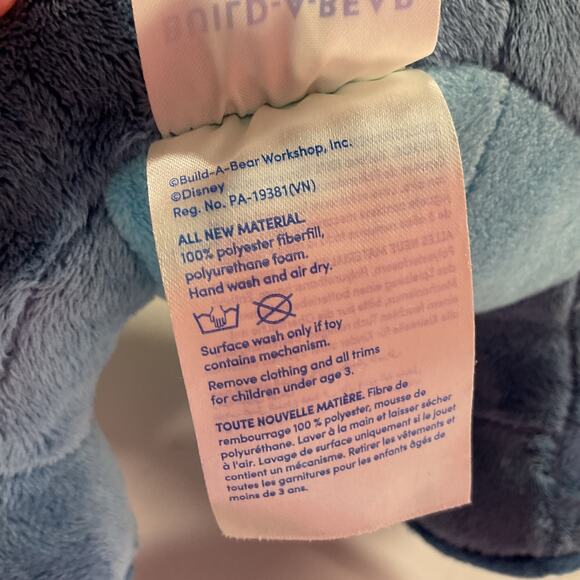 BUILD-A-BEAR
©Build-A-Bear Workshop, Inc.
©Disney
Reg. No. PA-19381(VN)
ALL NEW MATERIAL.
100% polyester fiberfill,
polyurethane foam.
Hand wash and air dry.
Surface wash only if toy
contains mechanism.
Remove clothing and all trims
for children under age 3.
TOUTE NOUVELLE MATIÈRE. Fibre de
rembourrage 100 % polyester, mousse de
polyuréthane. Laver à la main et laisser sécher
à l'air. Lavage de surface uniquement si le jouet
contient un mécanisme. Retirer les vêtements et
toutes les garnitures pour les enfants âgés de
moins de 3 ans.